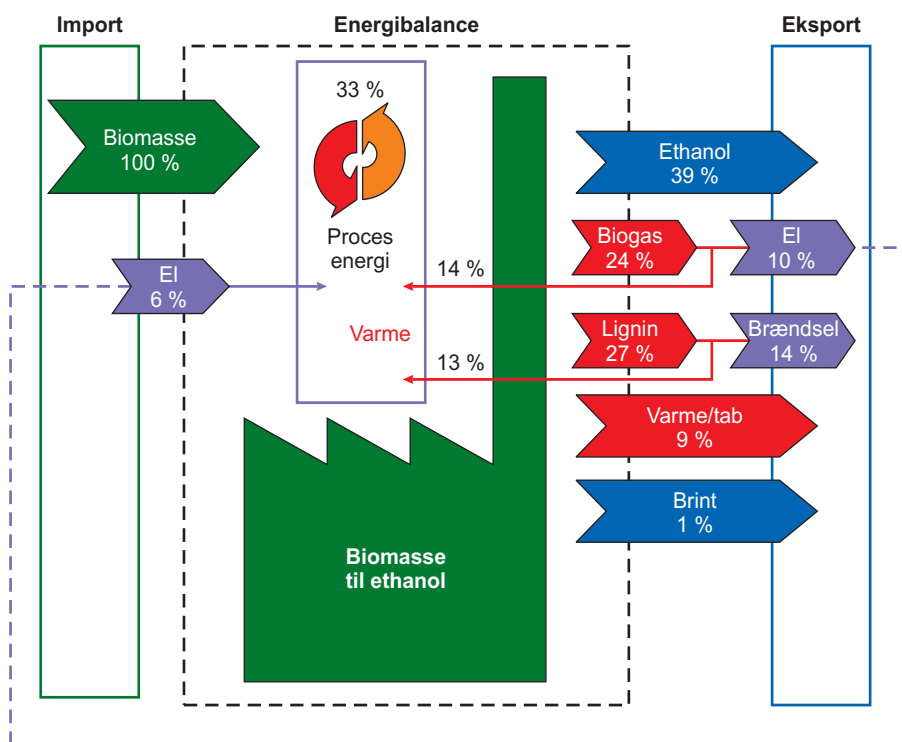 Import
Energibalance
Eksport
Biomasse
100 %
33 %
Proces
energi
Varme
El
6 %
14 %
13 %
Ethanol
39 %
Biogas
24 %
El
10 %
Lignin
27 %
Brændsel
14 %
Varme/tab
9 %
Brint
1 %
Biomasse
til ethanol